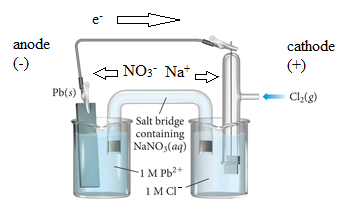 e⁻
anode
(-)
cathode
(+)
NO3⁻ Na⁺
Pb(s)
Cl₂(g)
Salt bridge
containing
NaNO₃(aq)
1 M Pb²⁺
1 M Cl⁻